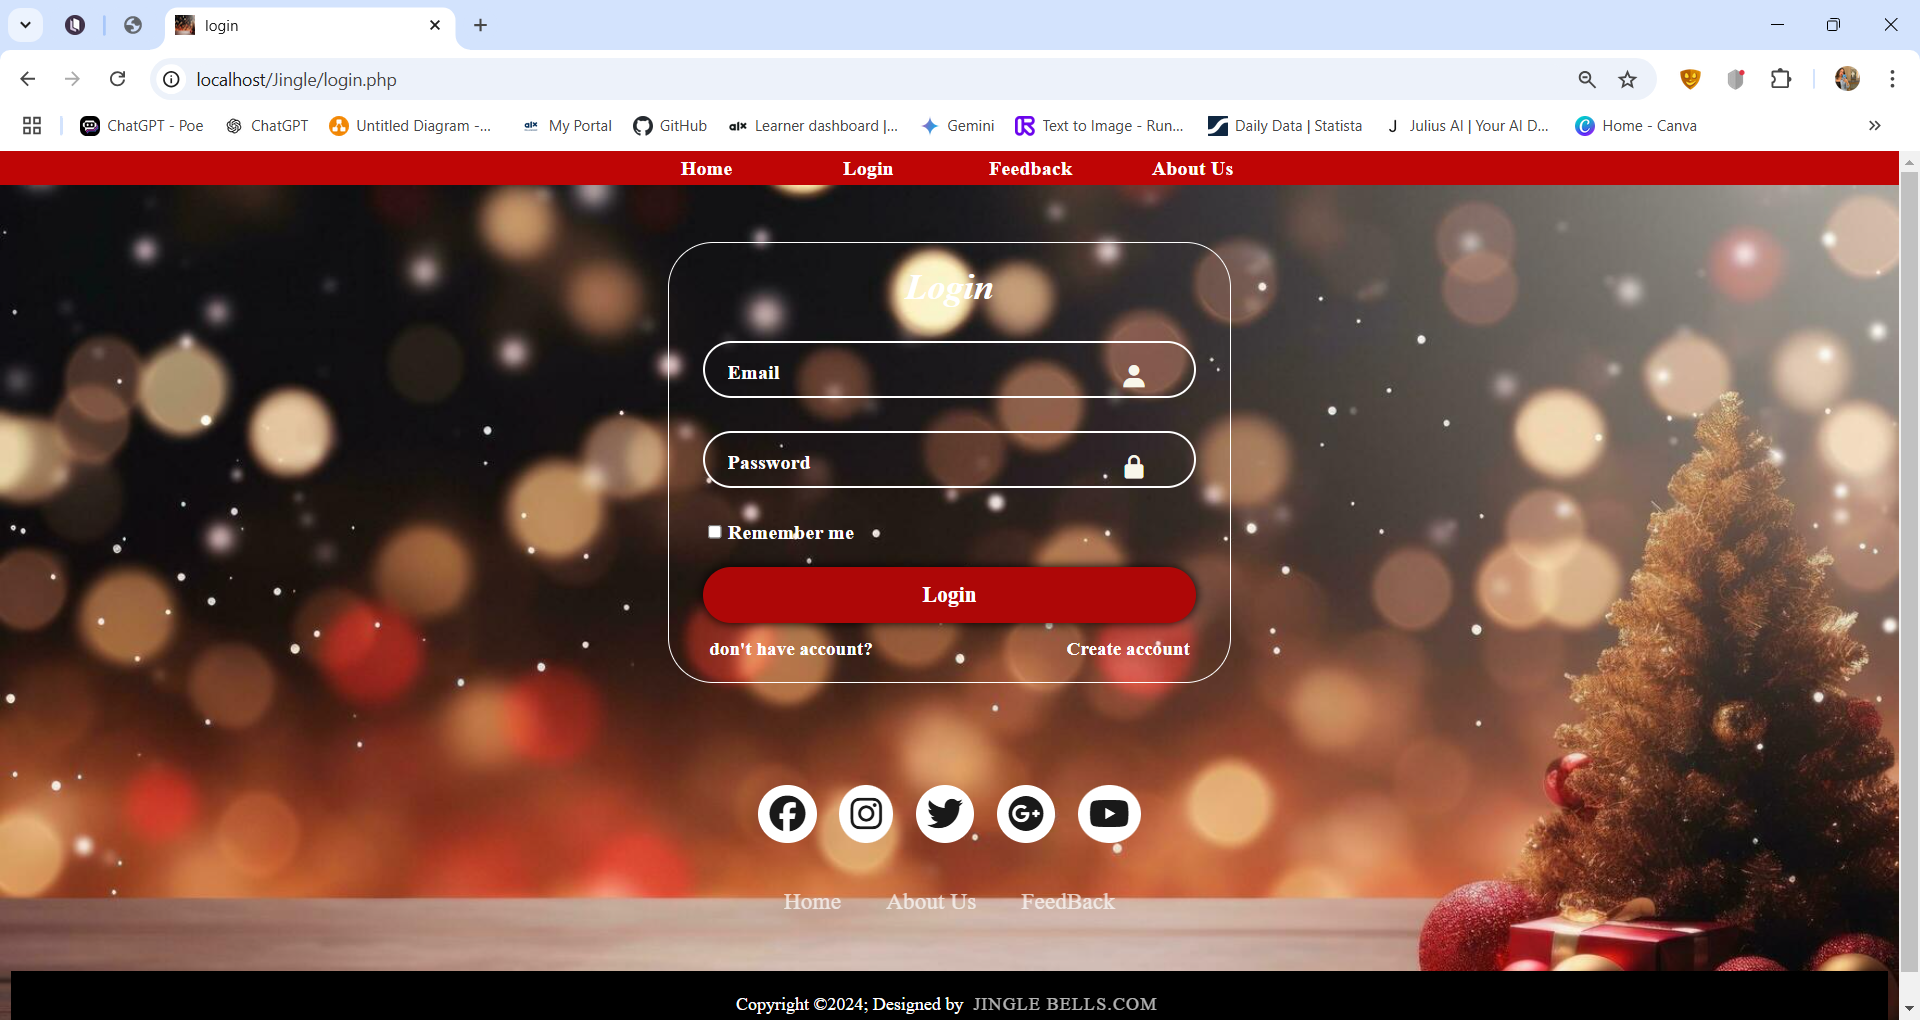 login
localhost/Jingle/login.php
ChatGPT - Poe ChatGPT Untitled Diagram -... alx My Portal GitHub alx Learner dashboard |... Gemini Text to Image - Run... Daily Data | Statista J Julius AI | Your AI D... Home - Canva
Home Login Feedback About Us
Login
Email
Password
Remember me
Login
don't have account? Create account
Home About Us FeedBack
Copyright ©2024; Designed by JINGLE BELLS.COM